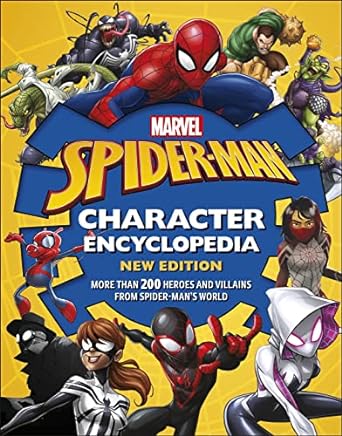 MARVEL
SPIDER-MAN
CHARACTER
ENCYCLOPEDIA
NEW EDITION
MORE THAN 200 HEROES AND VILLAINS
FROM SPIDER-MAN'S WORLD